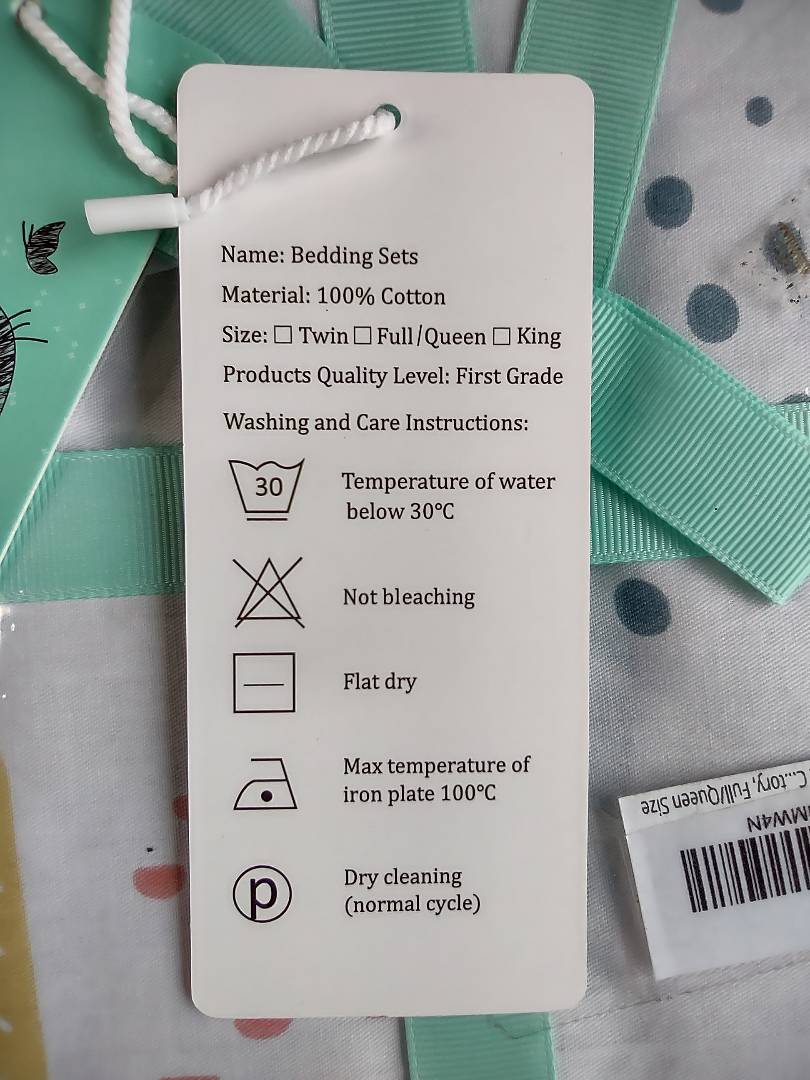 Name: Bedding Sets
Material: 100% Cotton
Size: ☐ Twin ☐ Full/Queen ☐ King
Products Quality Level: First Grade
Washing and Care Instructions:
30
Temperature of water
below 30℃
Not bleaching
Flat dry
Max temperature of
iron plate 100℃
p
Dry cleaning
(normal cycle)
C...tory, Full/Queen Size
MW4N